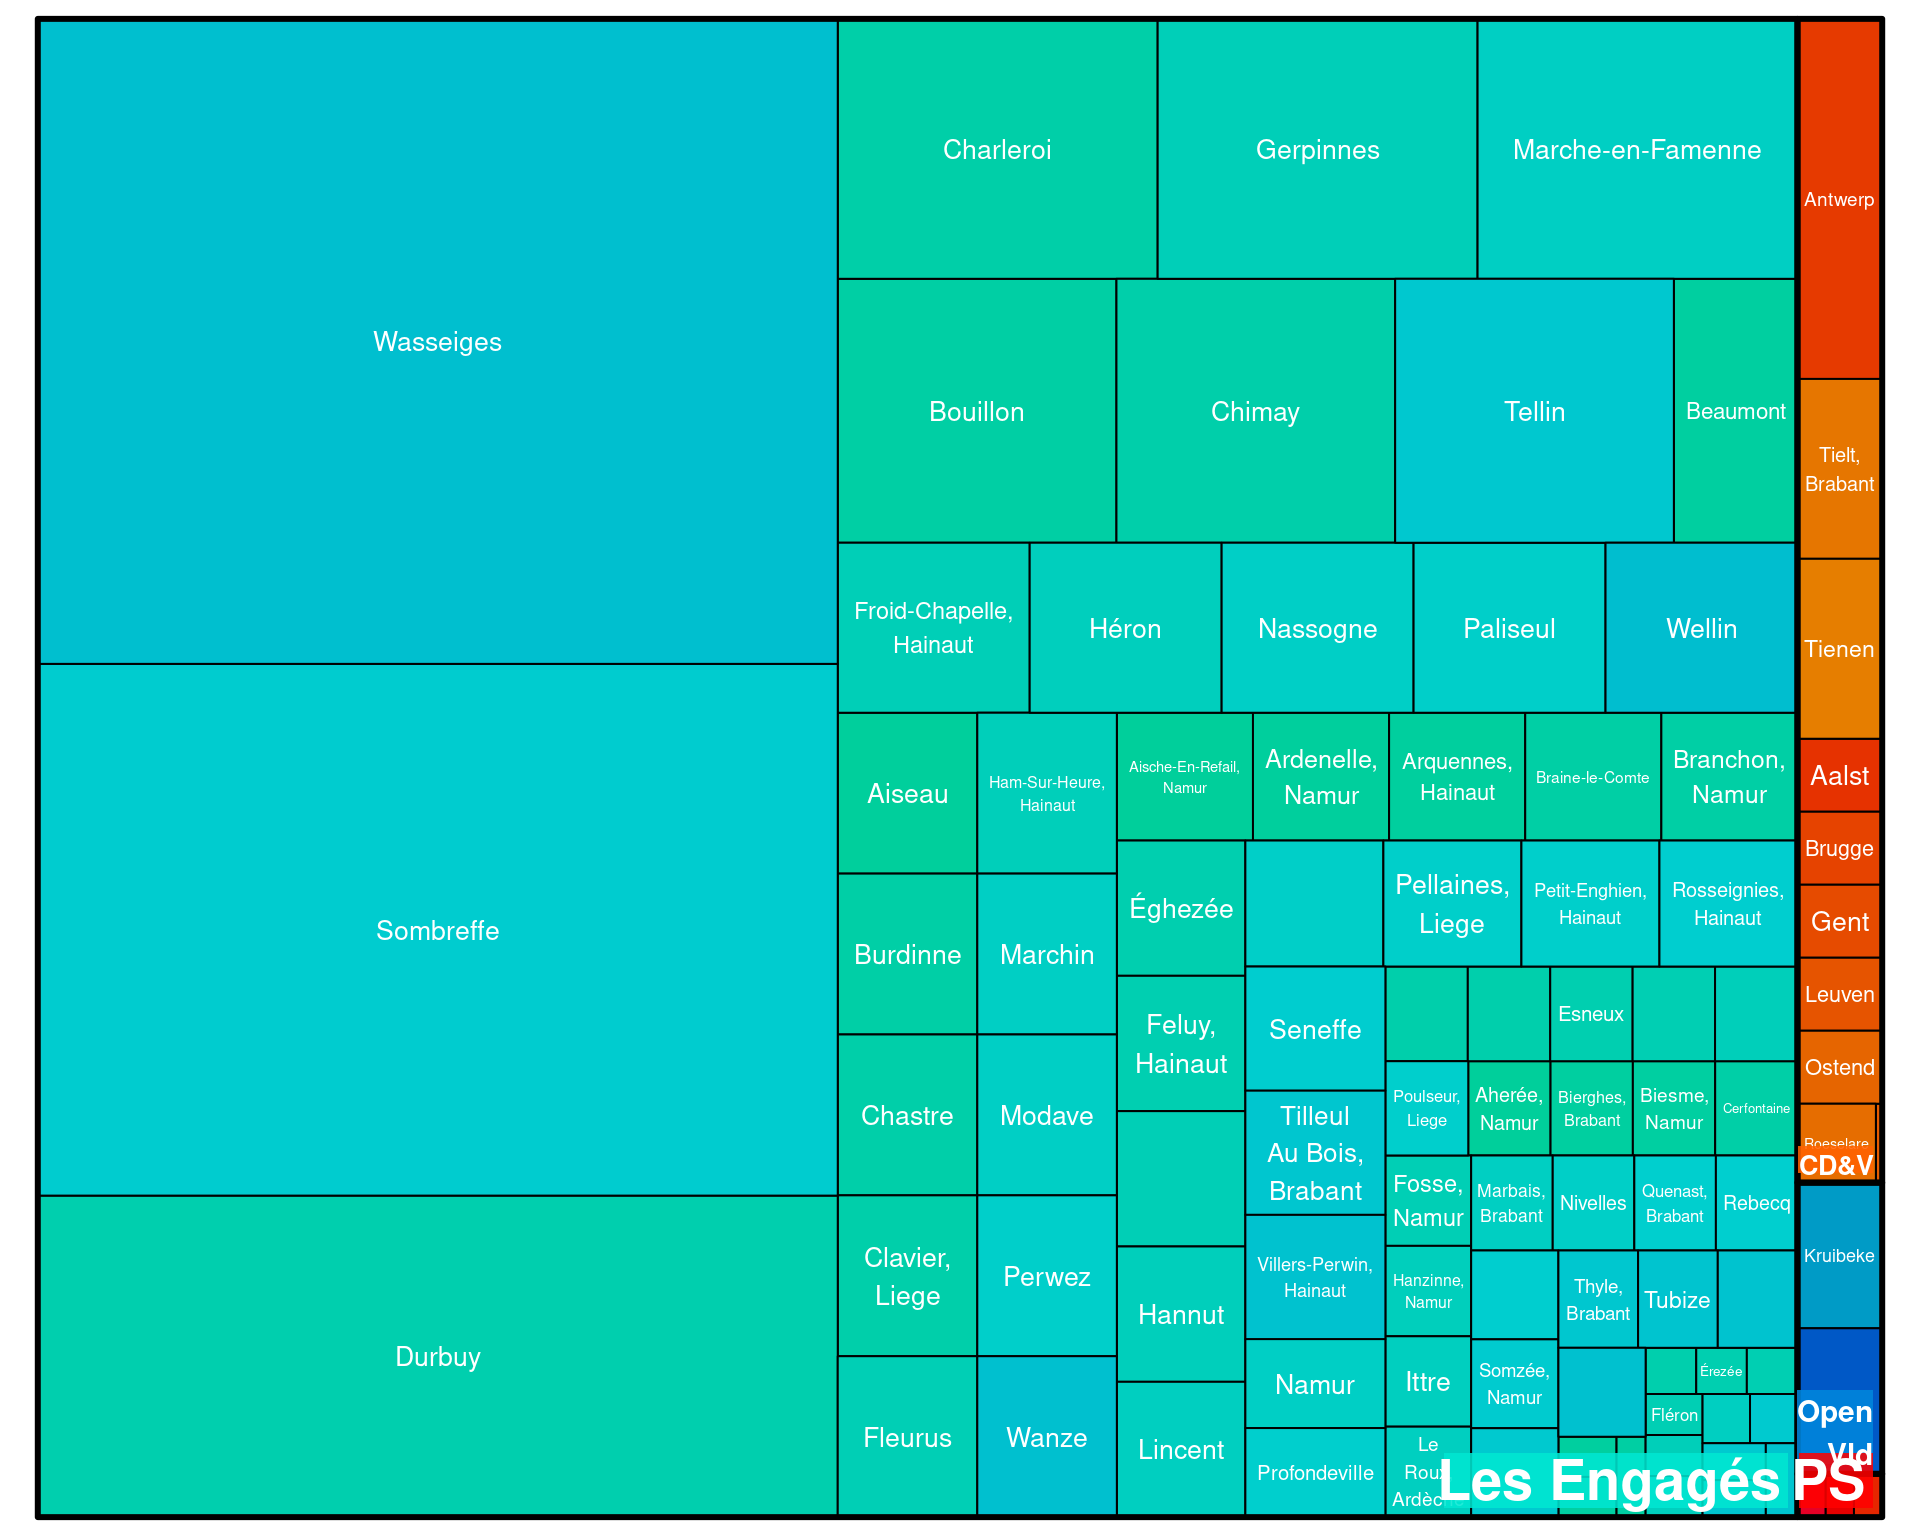 Wasseiges
Sombreffe
Durbuy
Charleroi
Gerpinnes
Marche-en-Famenne
Bouillon
Chimay
Tellin
Beaumont
Froid-Chapelle,
Hainaut
Héron
Nassogne
Paliseul
Wellin
Aiseau
Burdinne
Chastre
Clavier,
Liege
Fleurus
Ham-Sur-Heure,
Hainaut
Marchin
Modave
Perwez
Wanze
Aische-En-Refail,
Namur
Ardenelle,
Namur
Arquennes,
Hainaut
Braine-le-Comte
Branchon,
Namur
Éghezée
Feluy,
Hainaut
Hannut
Lincent
Pellaines,
Liege
Petit-Enghien,
Hainaut
Rosseignies,
Hainaut
Seneffe
Tilleul
Au Bois,
Brabant
Villers-Perwin,
Hainaut
Namur
Profondeville
Esneux
Poulseur,
Liege
Aherée,
Namur
Bierghes,
Brabant
Biesme,
Namur
Cerfontaine
Fosse,
Namur
Hanzinne,
Namur
Ittre
Le
Roux
Marbais,
Brabant
Nivelles
Quenast,
Brabant
Rebecq
Thyle,
Brabant
Tubize
Somzée,
Namur
Érezée
Fléron
Les Engagés
Antwerp
Tielt,
Brabant
Tienen
Aalst
Brugge
Gent
Leuven
Ostend
Roeselare
CD&V
Kruibeke
Open
Vld
PS